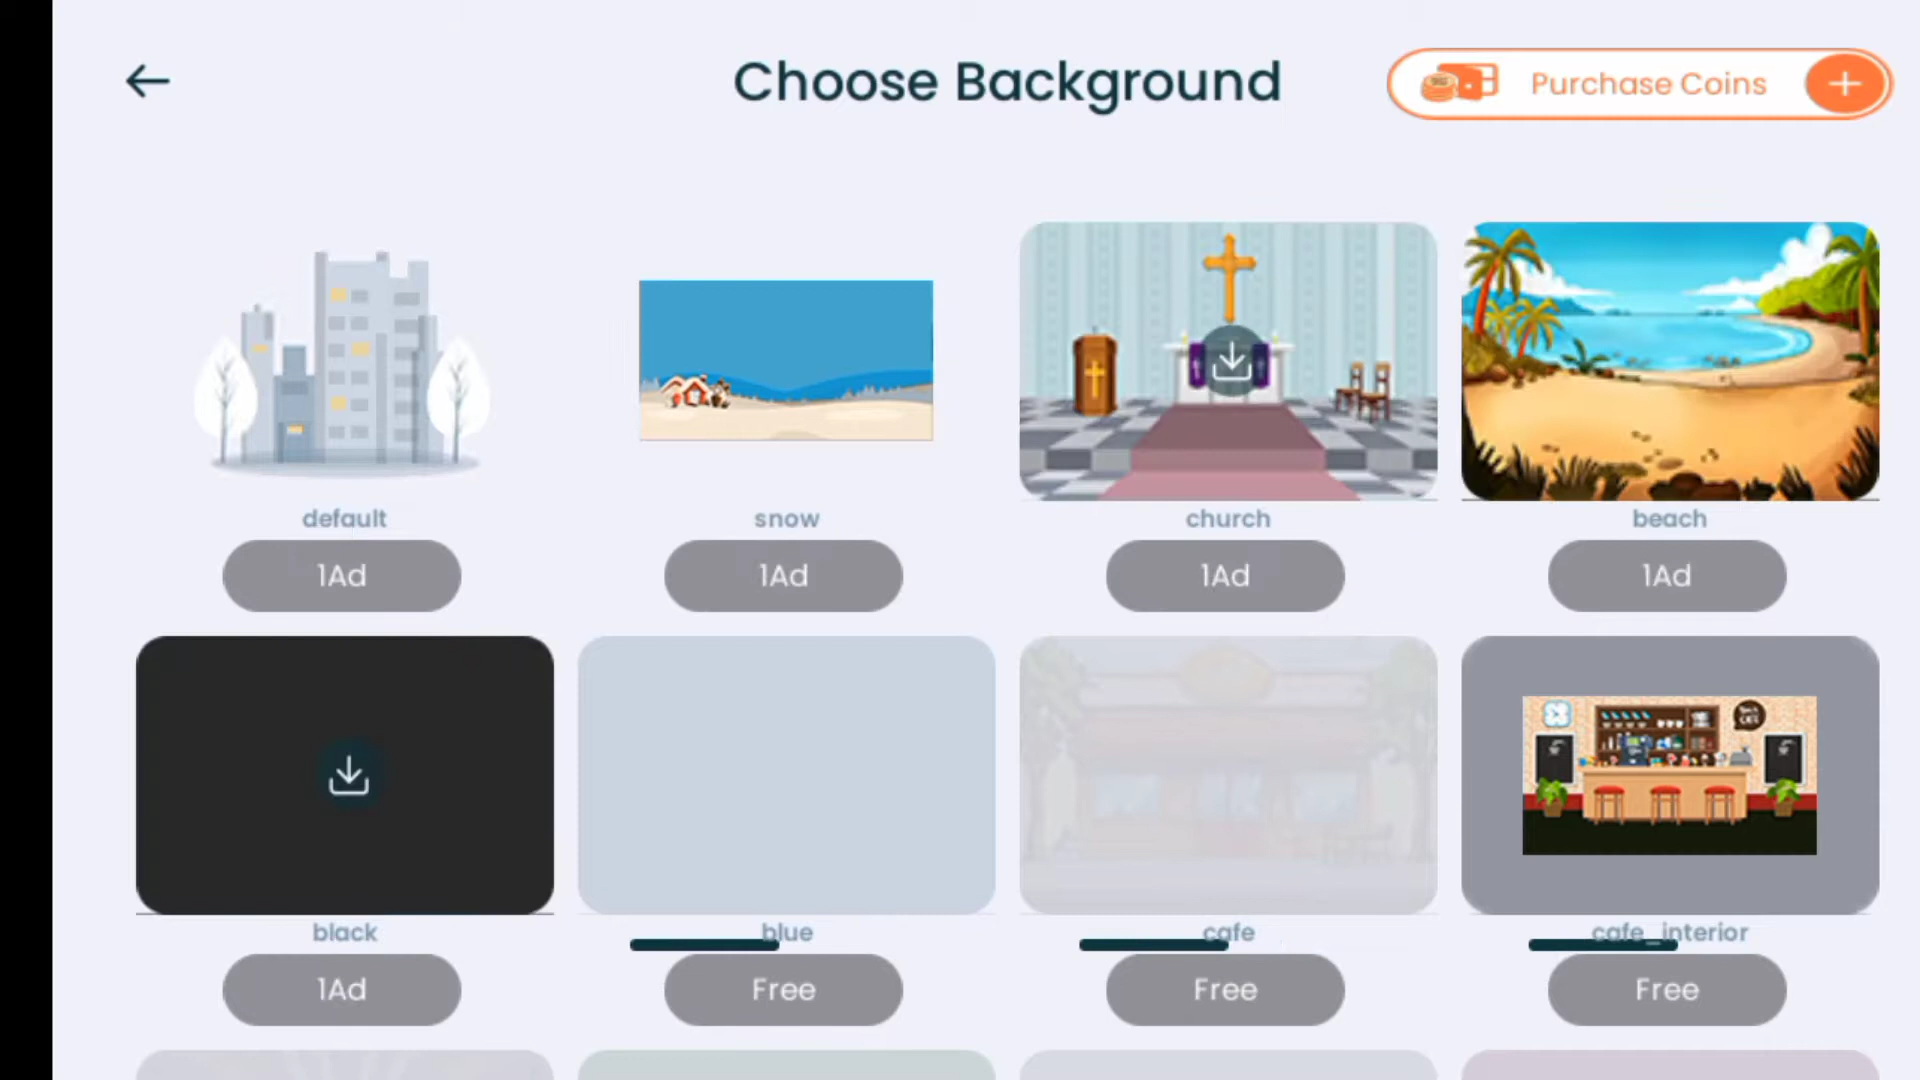 Choose Background
Purchase Coins
default
snow
church
beach
1Ad
1Ad
1Ad
1Ad
black
blue
cafe
cafe_interior
1Ad
Free
Free
Free